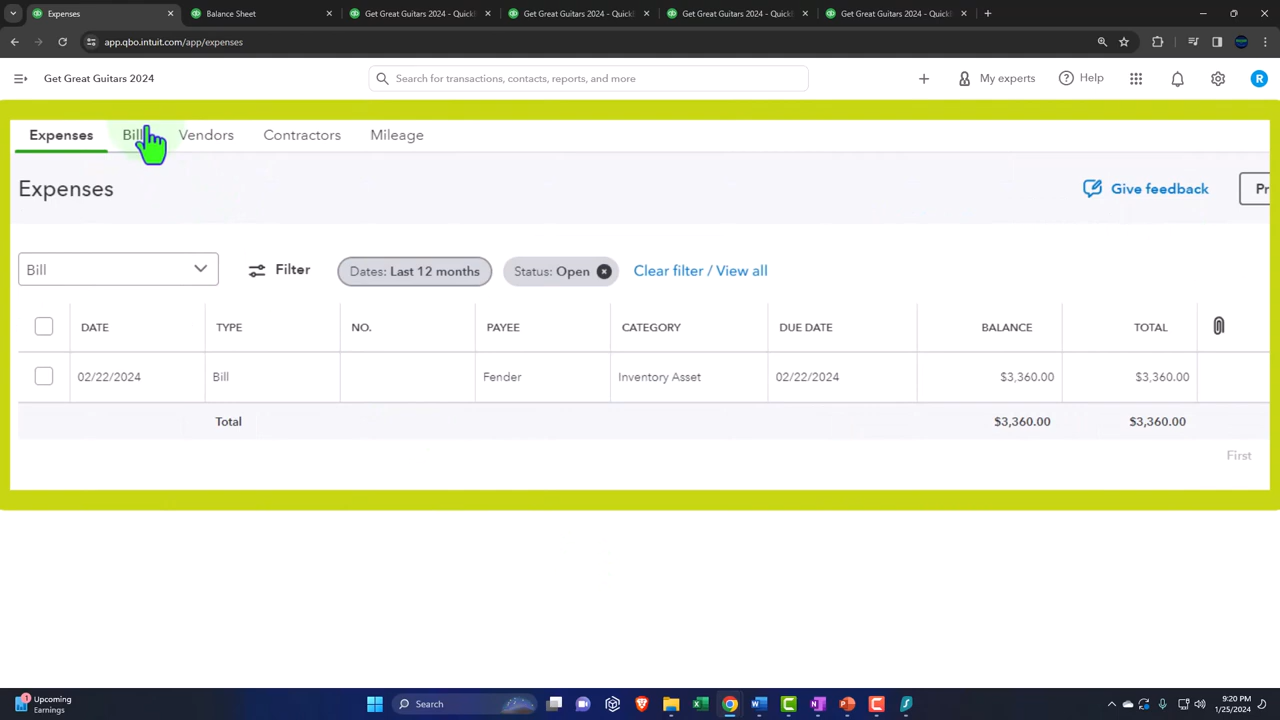 Expenses
Balance Sheet
Get Great Guitars 2024 - Quickl
Get Great Guitars 2024 - Quickl
Get Great Guitars 2024 - Quickl
Get Great Guitars 2024 - Quickl
app.qbo.intuit.com/app/expenses
Get Great Guitars 2024
Search for transactions, contacts, reports, and more
My experts
Help
R
Expenses Bill Vendors Contractors Mileage
Expenses
Give feedback
Pr
Bill
Filter
Dates: Last 12 months
Status: Open
Clear filter / View all
DATE TYPE NO. PAYEE CATEGORY DUE DATE BALANCE TOTAL
02/22/2024 Bill Fender Inventory Asset 02/22/2024 $3,360.00 $3,360.00
Total $3,360.00 $3,360.00
First
1
Upcoming
Earnings
Search
9:20 PM
1/25/2024